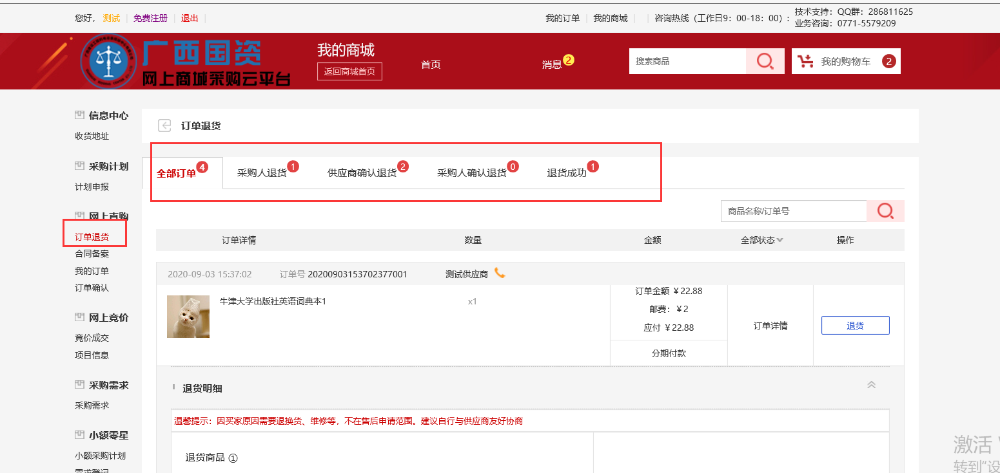 您好， 测试 免费注册 退出
我的订单 我的商城 咨询热线（工作日9：00-18：00）：
技术支持：QQ群：286811625
业务咨询：0771-5579209
广西国资
网上商城采购云平台
我的商城
返回商城首页
首页
消息 2
搜索商品
我的购物车 2
信息中心
收货地址
采购计划
计划申报
网上直购
订单退货
合同备案
我的订单
订单确认
网上竞价
竞价成交
项目信息
采购需求
采购需求
小额零星
小额采购计划
需求登记
订单退货
全部订单 4 采购人退货 1 供应商确认退货 2 采购人确认退货 0 退货成功 1
商品名称/订单号
订单详情 数量 金额 全部状态 操作
2020-09-03 15:37:02 订单号 20200903153702377001 测试供应商
牛津大学出版社英语词典本1 x1
订单金额 ￥22.88
邮费：￥2
应付 ￥22.88
分期付款
订单详情
退货
退货明细
温馨提示：因买家原因需要退换货、维修等，不在售后申请范围。建议自行与供应商友好协商
退货商品 ①
激活
转到"设